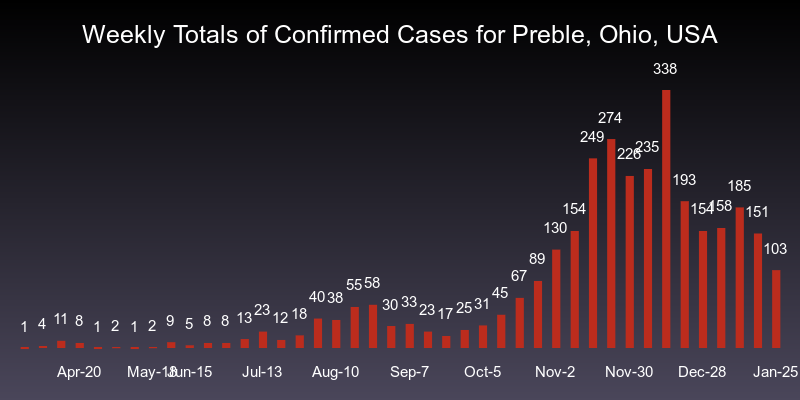 Weekly Totals of Confirmed Cases for Preble, Ohio, USA
338
274
249
226 235
193
185
154 154 158 151
130
103
89
67
55 58
45
40 38
30 33 31
23 23 25
13 12 18 17
1 4 11 8 1 2 1 2 9 5 8 8
Apr-20 May-18 Jun-15 Jul-13 Aug-10 Sep-7 Oct-5 Nov-2 Nov-30 Dec-28 Jan-25